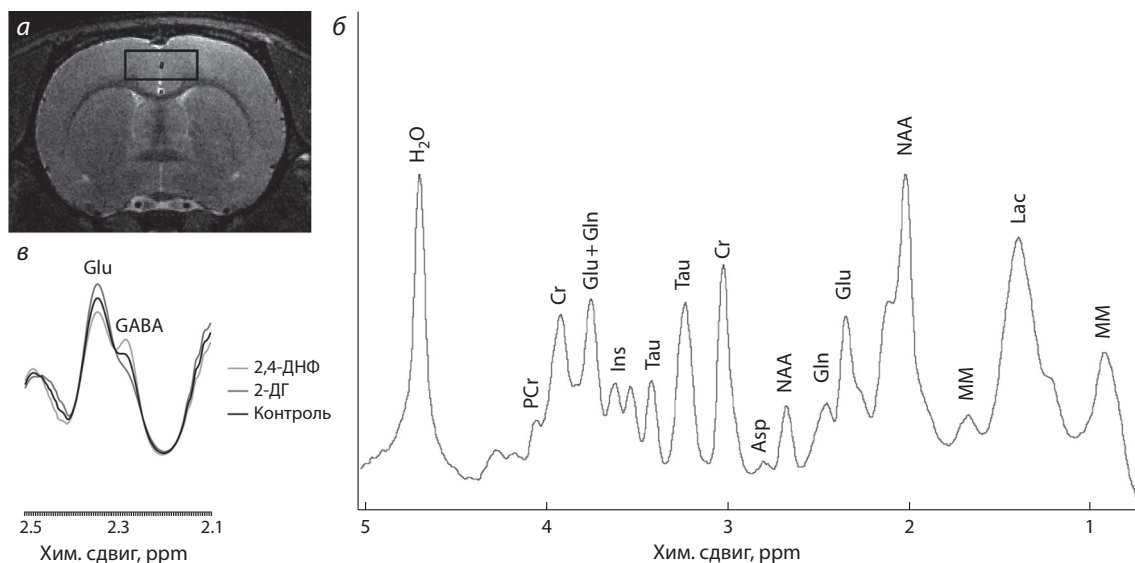 а
б
H₂O
PCr
Cr
Glu + Gln
Ins
Tau
Tau
Cr
Asp
NAA
Gln
Glu
NAA
MM
Lac
MM
5 4 3 2 1
Хим. сдвиг, ppm
в
Glu
GABA
2,4-ДНФ
2-ДГ
Контроль
2.5 2.3 2.1
Хим. сдвиг, ppm